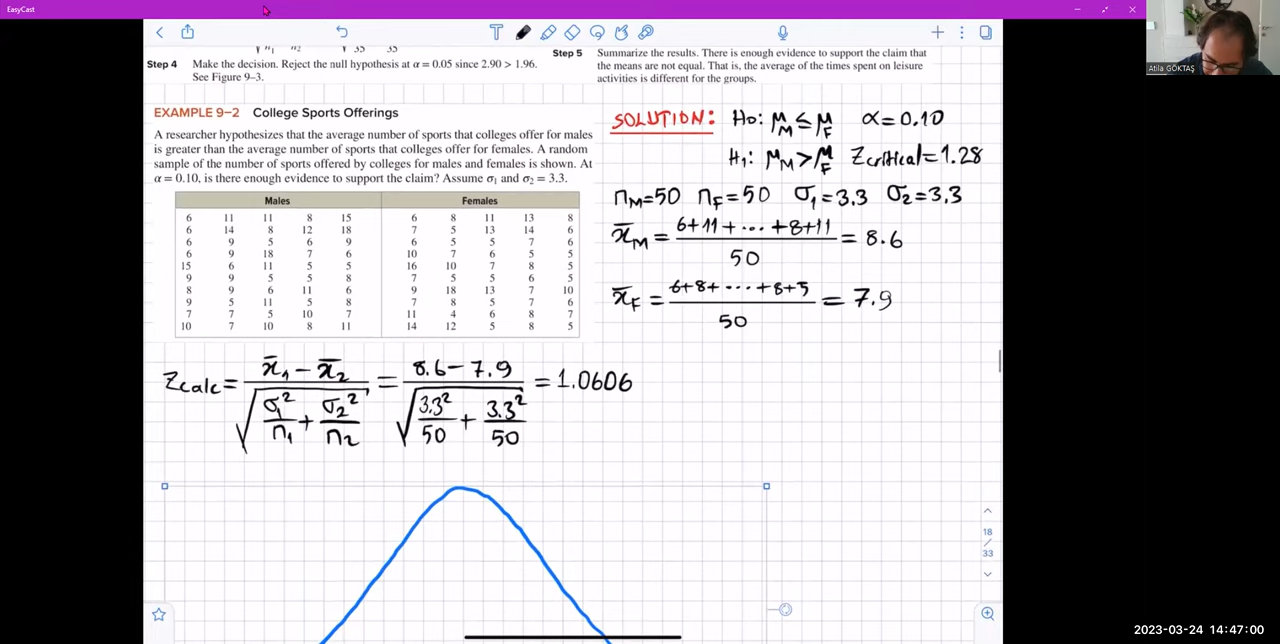 EasyCast
Atila GÖKTAŞ
Step 4 Make the decision. Reject the null hypothesis at α = 0.05 since 2.90 > 1.96.
See Figure 9–3.
Step 5 Summarize the results. There is enough evidence to support the claim that
the means are not equal. That is, the average of the times spent on leisure
activities is different for the groups.
EXAMPLE 9–2 College Sports Offerings
A researcher hypothesizes that the average number of sports that colleges offer for males
is greater than the average number of sports that colleges offer for females. A random
sample of the number of sports offered by colleges for males and females is shown. At
α = 0.10, is there enough evidence to support the claim? Assume σ₁ and σ₂ = 3.3.
Males Females
6 11 11 8 15 6 8 11 13 8
6 14 8 12 18 7 5 13 14 6
6 9 5 6 9 6 5 5 7 6
6 9 18 7 6 10 7 6 5 5
15 6 11 5 5 16 10 7 8 5
9 9 5 5 8 7 5 5 6 5
8 9 6 11 6 9 18 13 7 10
9 5 11 5 8 7 8 5 7 6
7 7 5 10 7 11 4 6 8 7
10 7 10 8 11 14 12 5 8 5
SOLUTION: H₀: μ_M ≤ μ_F α=0.10
H₁: μ_M > μ_F Zcritical=1.28
n_M=50 n_F=50 σ₁=3.3 σ₂=3.3
x̄_M = (6+11+...+8+11)/50 = 8.6
x̄_F = (6+8+...+8+5)/50 = 7.9
Zcalc= (x̄₁ − x̄₂)/√(σ₁²/n₁ + σ₂²/n₂) = (8.6 − 7.9)/√(3.3²/50 + 3.3²/50) = 1.0606
18
/
33
2023-03-24 14:47:00